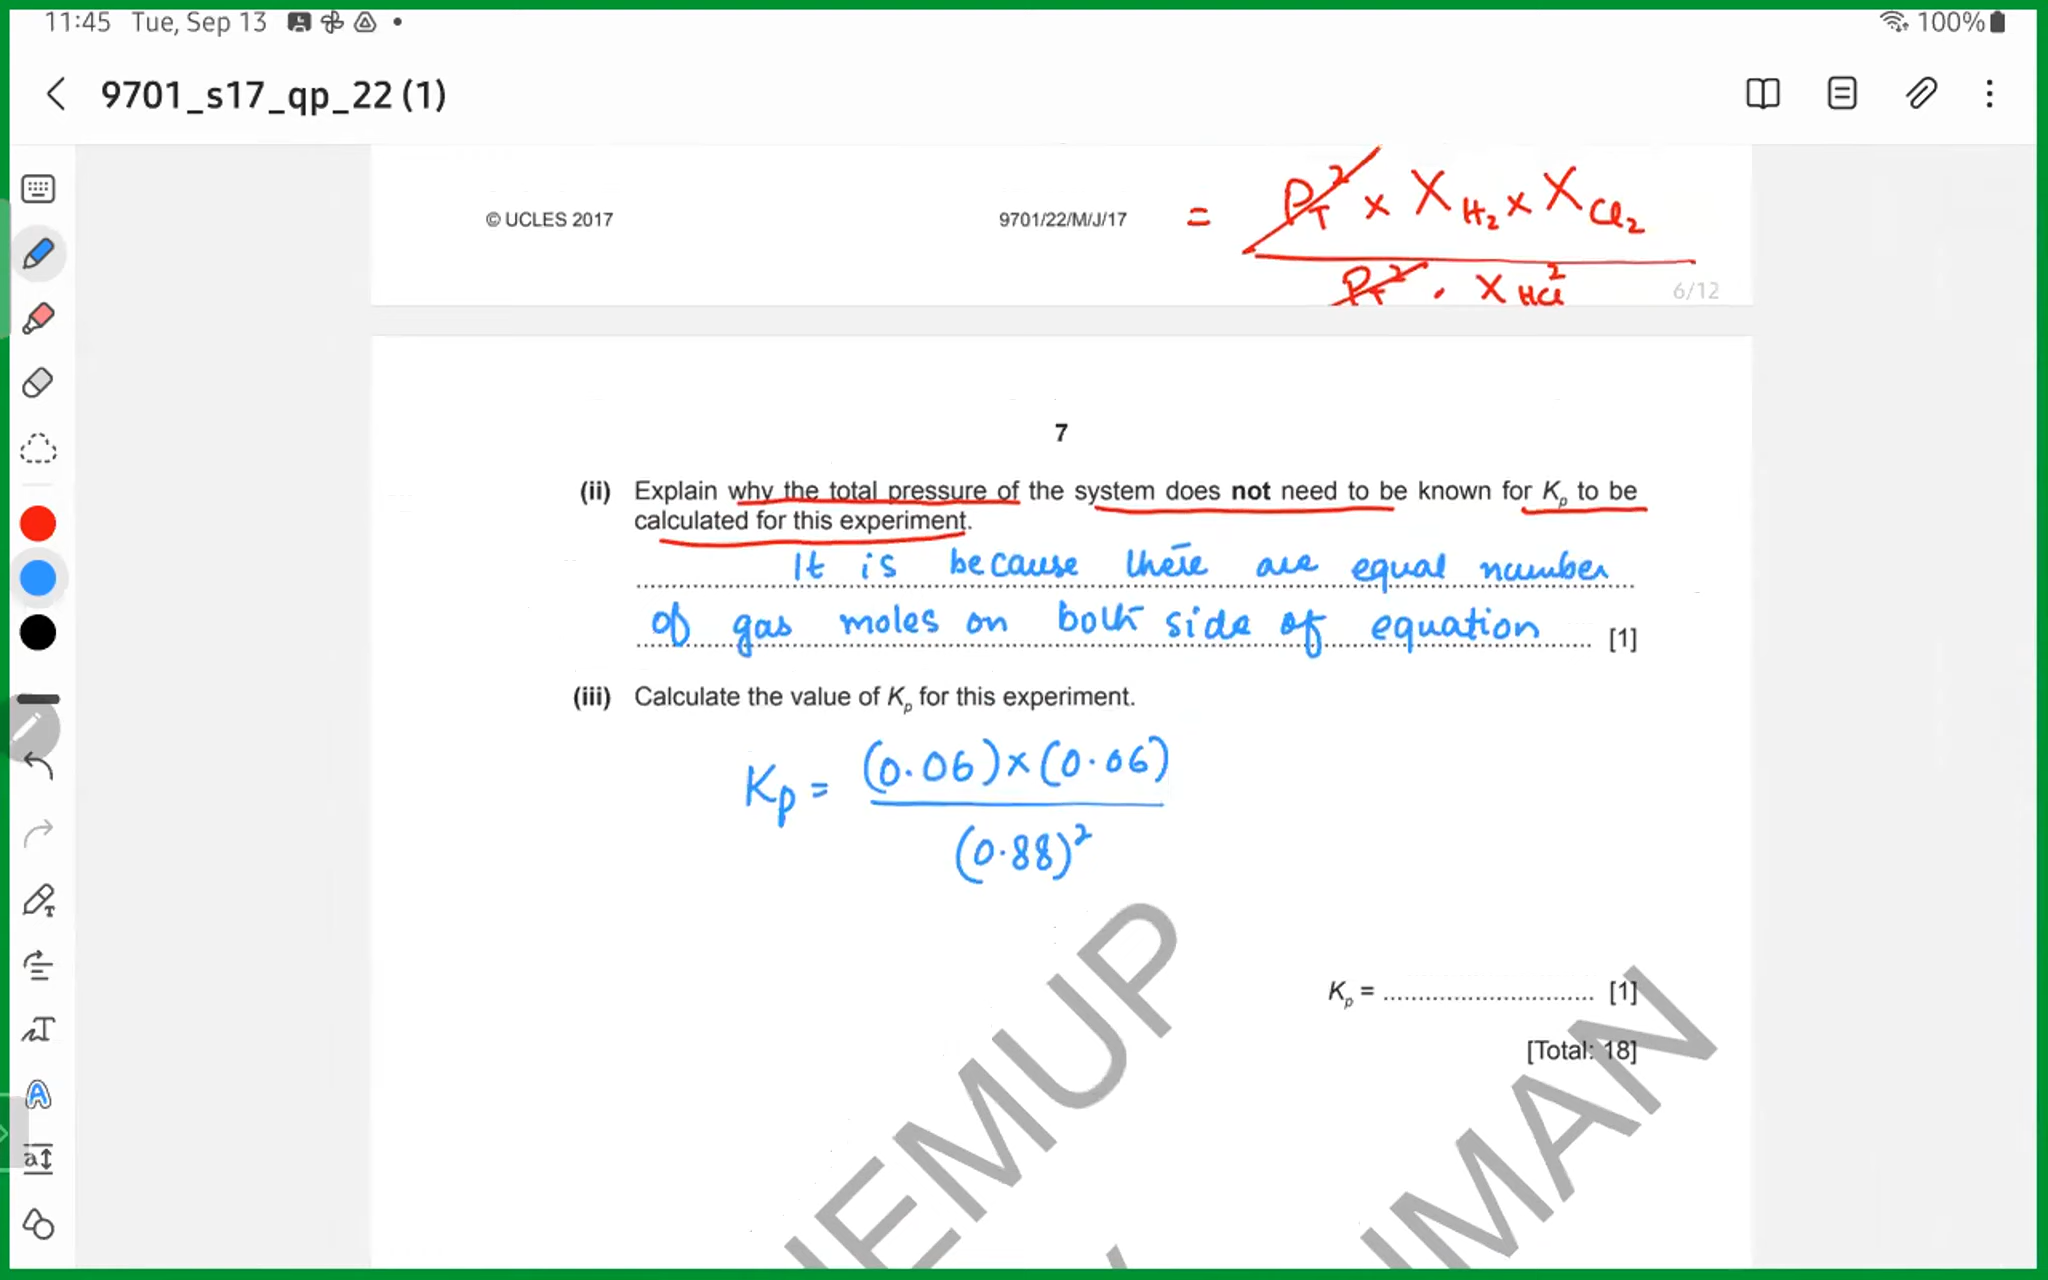 11:45 Tue, Sep 13 100%
9701_s17_qp_22 (1)
= P_T^2 x X_H2 x X_Cl2
P_T^2 . X_HCl^2
© UCLES 2017 9701/22/M/J/17
6/12
7
(ii) Explain why the total pressure of the system does not need to be known for Kp to be
calculated for this experiment.
It is because there are equal number
of gas moles on both side of equation [1]
(iii) Calculate the value of Kp for this experiment.
Kp = (0.06)x(0.06)
(0.88)^2
Kp = ............................. [1]
[Total: 18]
EMUP
MAN